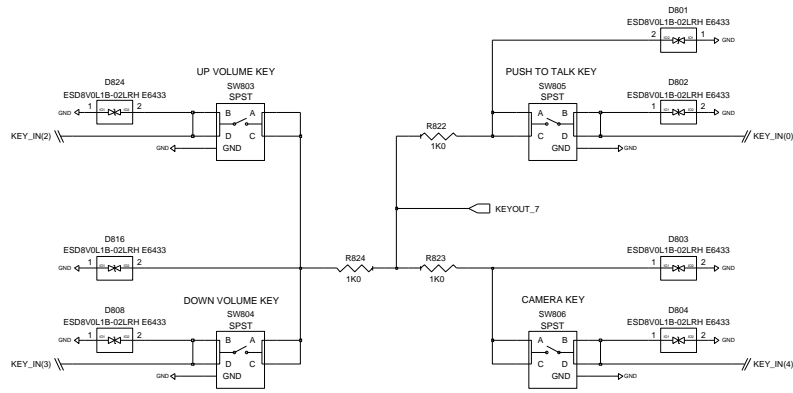 D801
ESD8V0L1B-02LRH E6433
2 1
GND
UP VOLUME KEY
PUSH TO TALK KEY
D824
ESD8V0L1B-02LRH E6433
SW803
SPST
SW805
SPST
D802
ESD8V0L1B-02LRH E6433
GND 1 2
B A
A B
1 2 GND
KEY_IN(2)
D C
R822
1K0
C D
KEY_IN(0)
GND GND
GND GND
KEYOUT_7
D816
ESD8V0L1B-02LRH E6433
GND 1 2
R824
1K0
R823
1K0
D803
ESD8V0L1B-02LRH E6433
1 2 GND
DOWN VOLUME KEY
CAMERA KEY
D808
ESD8V0L1B-02LRH E6433
SW804
SPST
SW806
SPST
D804
ESD8V0L1B-02LRH E6433
GND 1 2
B A
A B
1 2 GND
KEY_IN(3)
D C
C D
KEY_IN(4)
GND GND
GND GND